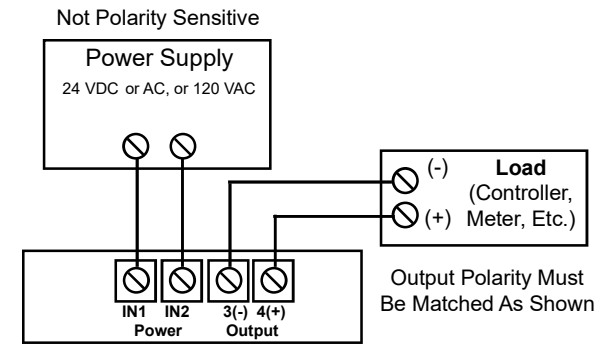 Not Polarity Sensitive
Power Supply
24 VDC or AC, or 120 VAC
(-) Load
(Controller,
(+) Meter, Etc.)
Output Polarity Must
Be Matched As Shown
IN1 IN2 3(-) 4(+)
Power Output